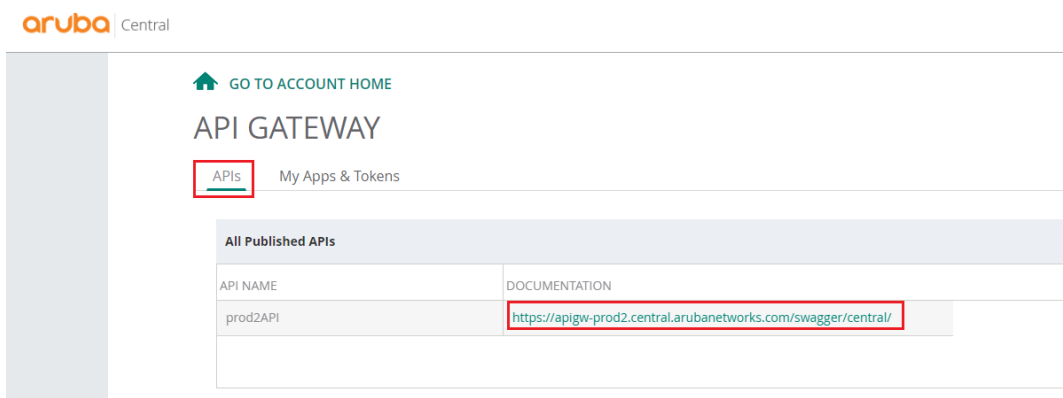 aruba Central
GO TO ACCOUNT HOME
API GATEWAY
APIs My Apps & Tokens
All Published APIs
API NAME DOCUMENTATION
prod2API https://apigw-prod2.central.arubanetworks.com/swagger/central/